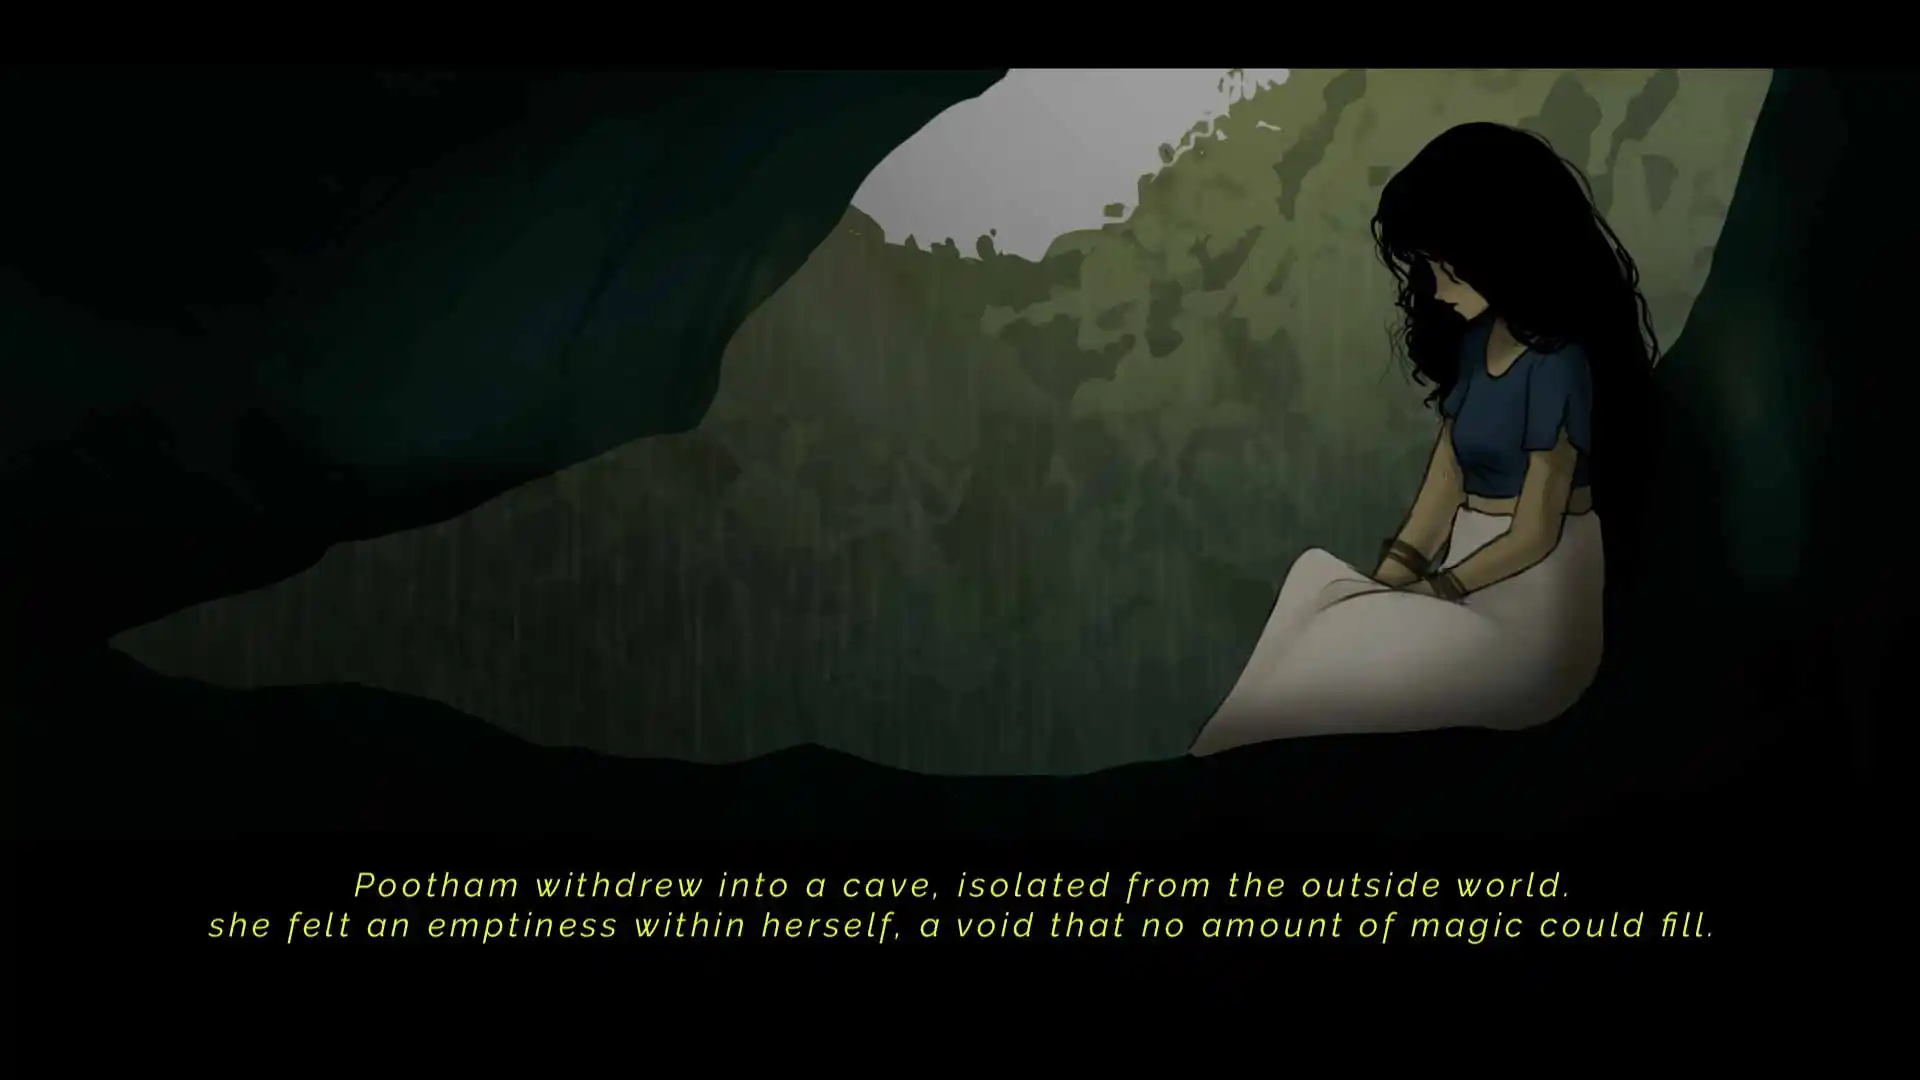 Pootham withdrew into a cave, isolated from the outside world.
she felt an emptiness within herself, a void that no amount of magic could fill.